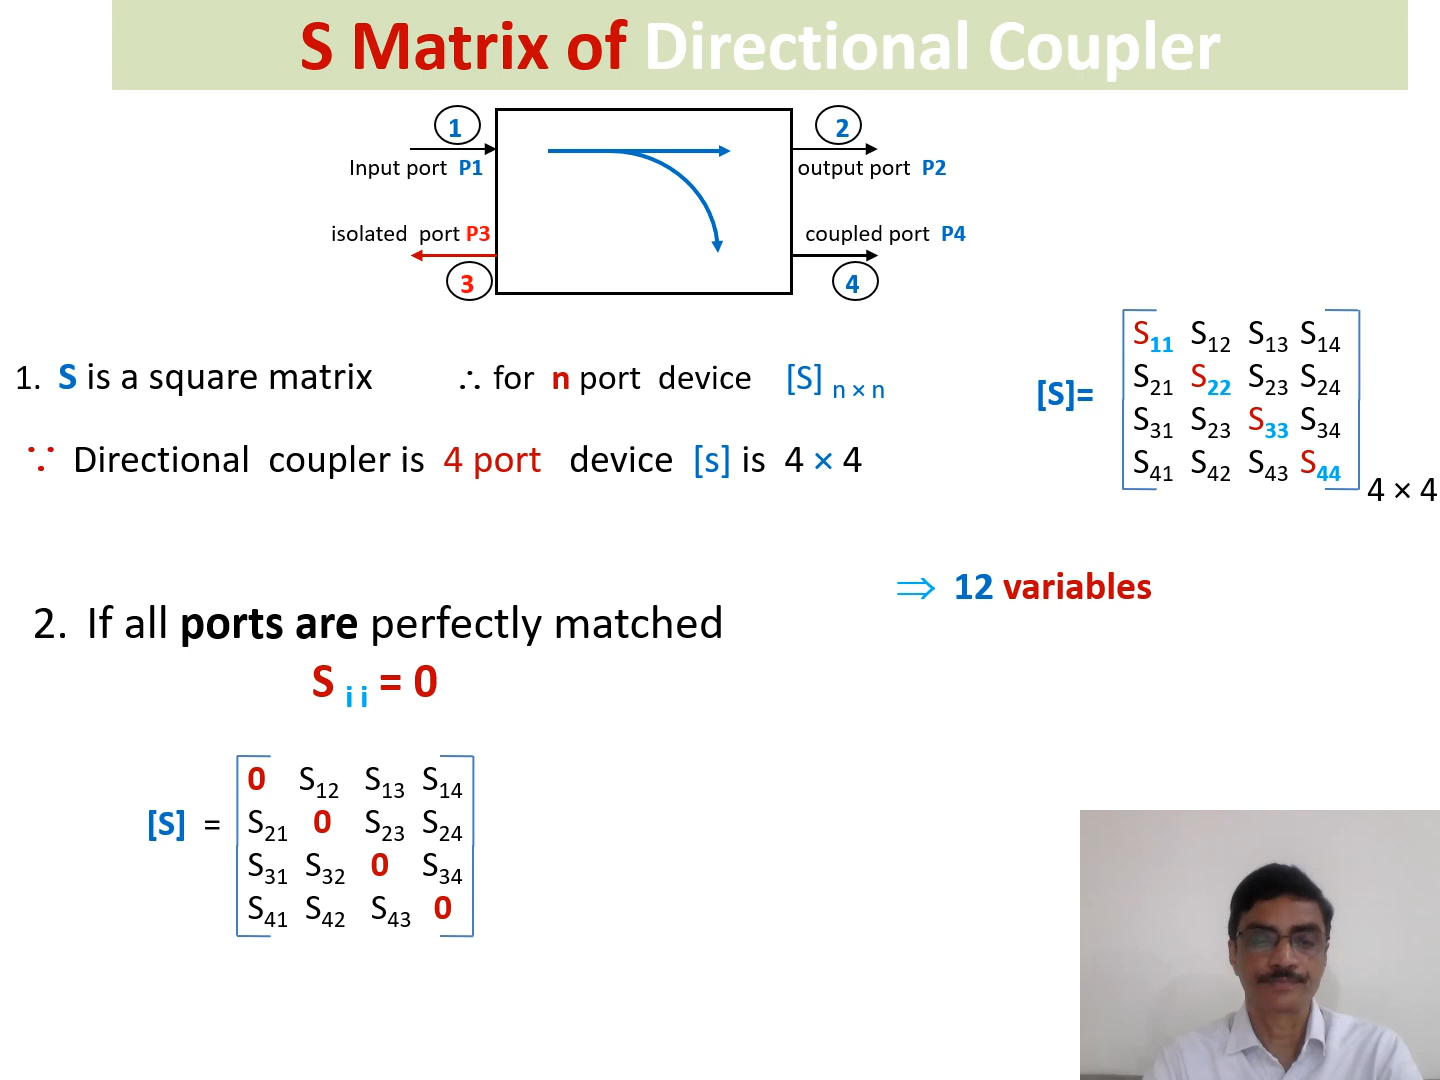 S Matrix of Directional Coupler
1 2
Input port P1 output port P2
isolated port P3 coupled port P4
3 4
1. S is a square matrix ∴ for n port device [S] n × n
∵ Directional coupler is 4 port device [s] is 4 × 4
[S]=
S11 S12 S13 S14
S21 S22 S23 S24
S31 S23 S33 S34
S41 S42 S43 S44
4 × 4
⇒ 12 variables
2. If all ports are perfectly matched
S i i = 0
[S] =
0 S12 S13 S14
S21 0 S23 S24
S31 S32 0 S34
S41 S42 S43 0